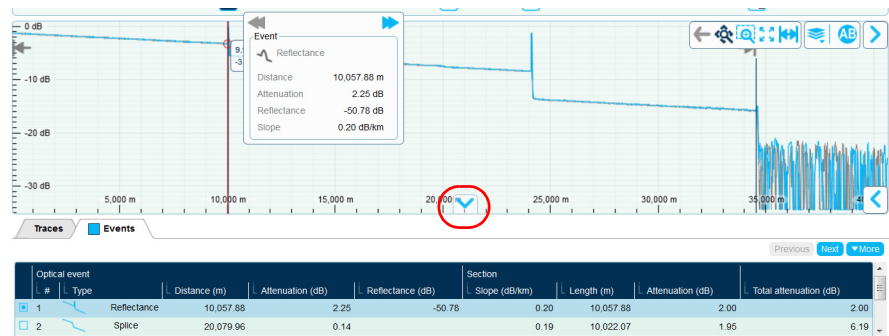 0 dB
-10 dB
-20 dB
-30 dB
5,000 m
10,000 m
15,000 m
20,000
25,000 m
30,000 m
35,000 m
Event
Reflectance
Distance 10,057.88 m
Attenuation 2.25 dB
Reflectance -50.78 dB
Slope 0.20 dB/km
AB
Traces Events
Previous Next ▼More
Optical event Section
# Type Distance (m) Attenuation (dB) Reflectance (dB) Slope (dB/km) Length (m) Attenuation (dB) Total attenuation (dB)
1 Reflectance 10,057.88 2.25 -50.78 0.20 10,057.88 2.00 2.00
2 Splice 20,079.96 0.14 0.19 10,022.07 1.95 6.19